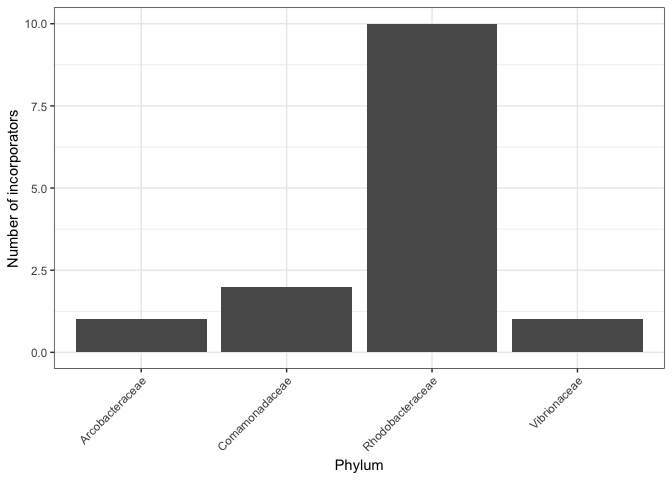 Number of incorporators
10.0
7.5
5.0
2.5
0.0
Arcobacteraceae
Comamonadaceae
Rhodobacteraceae
Vibrionaceae
Phylum